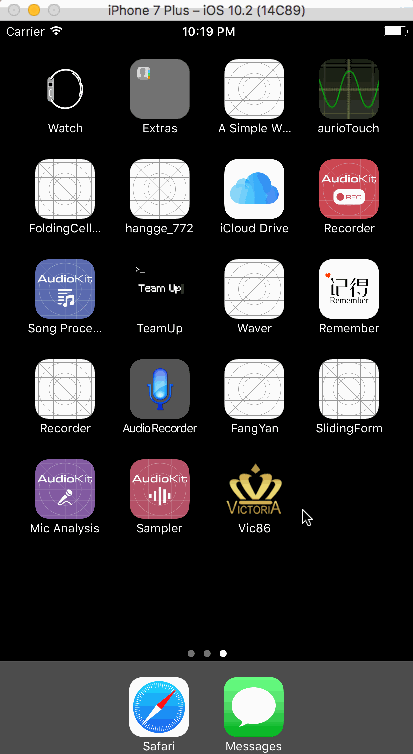 iPhone 7 Plus – iOS 10.2 (14C89)
Carrier 10:19 PM
Watch Extras A Simple W... aurioTouch
AudioKit
REC
FoldingCell... hangge_772 iCloud Drive Recorder
AudioKit >_ Team Up 记得 Remember
Song Proce... TeamUp Waver Remember
Recorder AudioRecorder FangYan SlidingForm
AudioKit AudioKit VICTORIA
Mic Analysis Sampler Vic86
Safari Messages